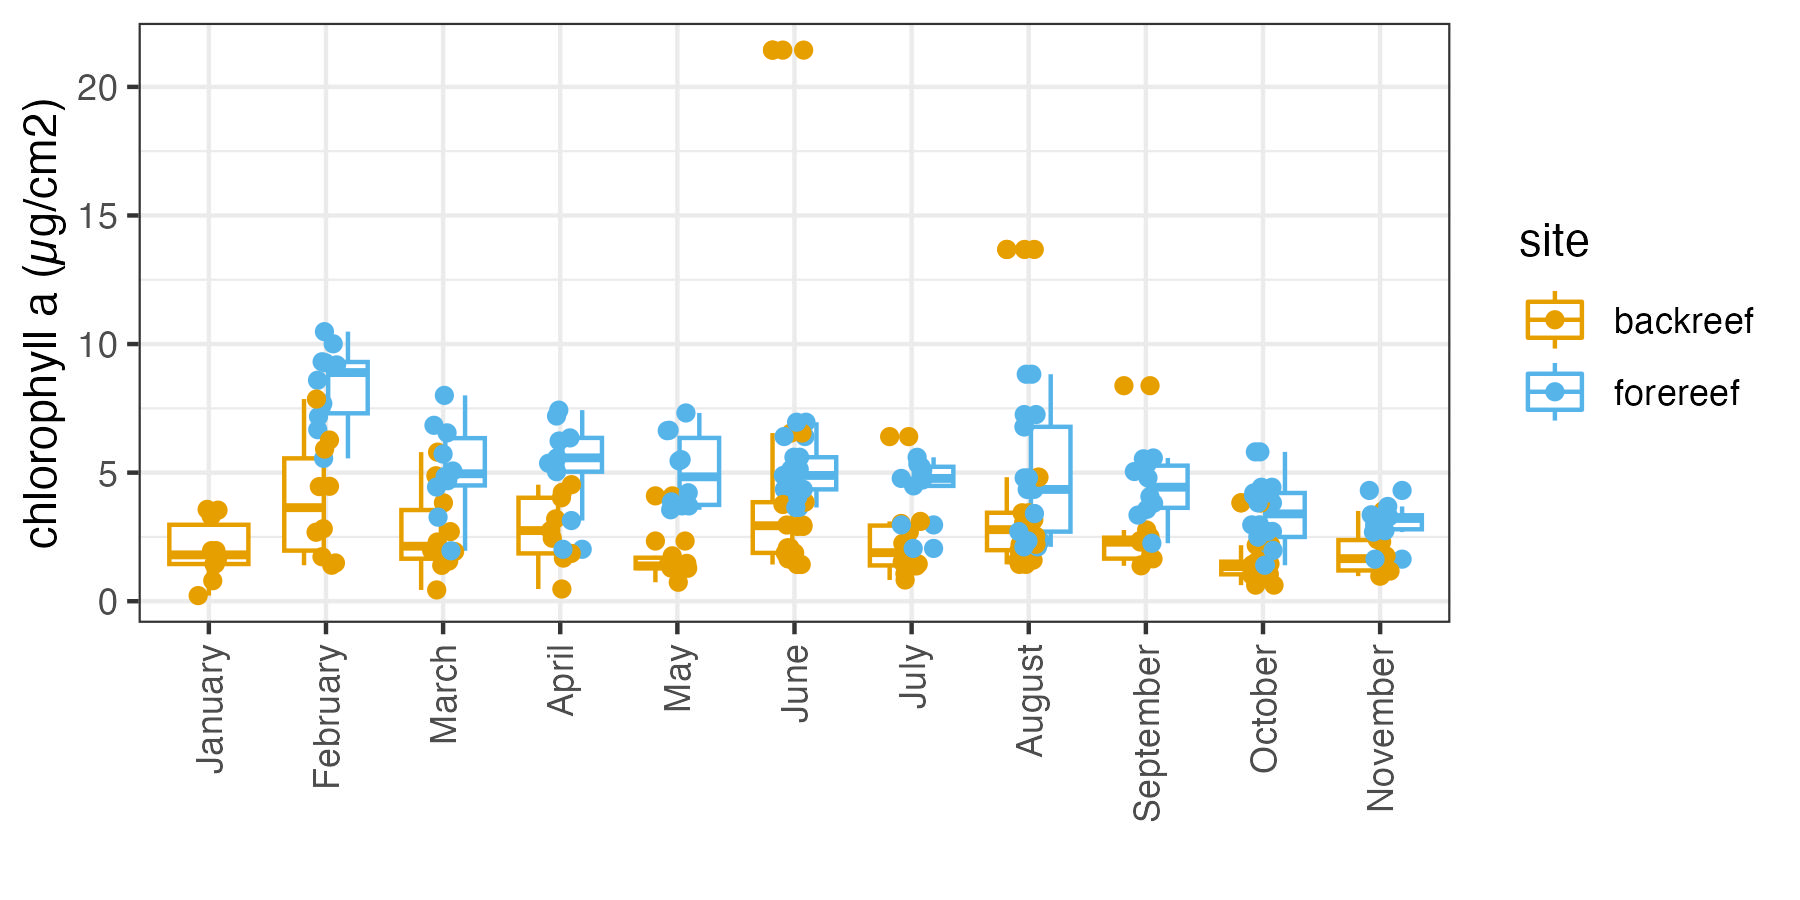 chlorophyll a (µg/cm2)
20
15
10
5
0
January
February
March
April
May
June
July
August
September
October
November
site
backreef
forereef